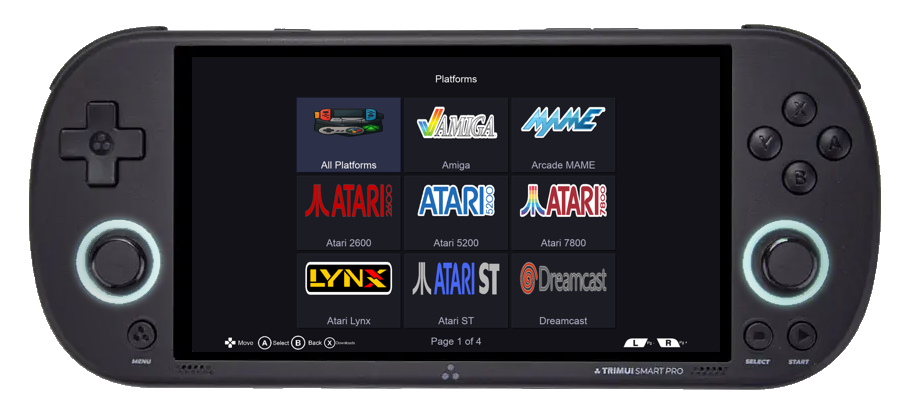 Platforms
AMIGA
MAME
All Platforms
Amiga
Arcade MAME
ATARI 2600
ATARI 5200
ATARI 7800
Atari 2600
Atari 5200
Atari 7800
LYNX
ATARI ST
Dreamcast
Atari Lynx
Atari ST
Dreamcast
Move A Select B Back X Downloads
Page 1 of 4
L Pg - R Pg +
X
Y
A
B
MENU
SELECT
START
TRIMUI SMART PRO